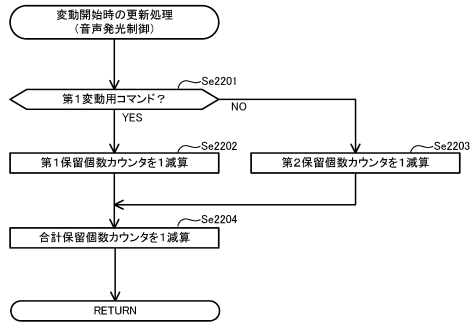 変動開始時の更新処理
（音声発光制御）
Se2201
第１変動用コマンド？
NO
YES
Se2202
第１保留個数カウンタを１減算
Se2203
第２保留個数カウンタを１減算
Se2204
合計保留個数カウンタを１減算
RETURN